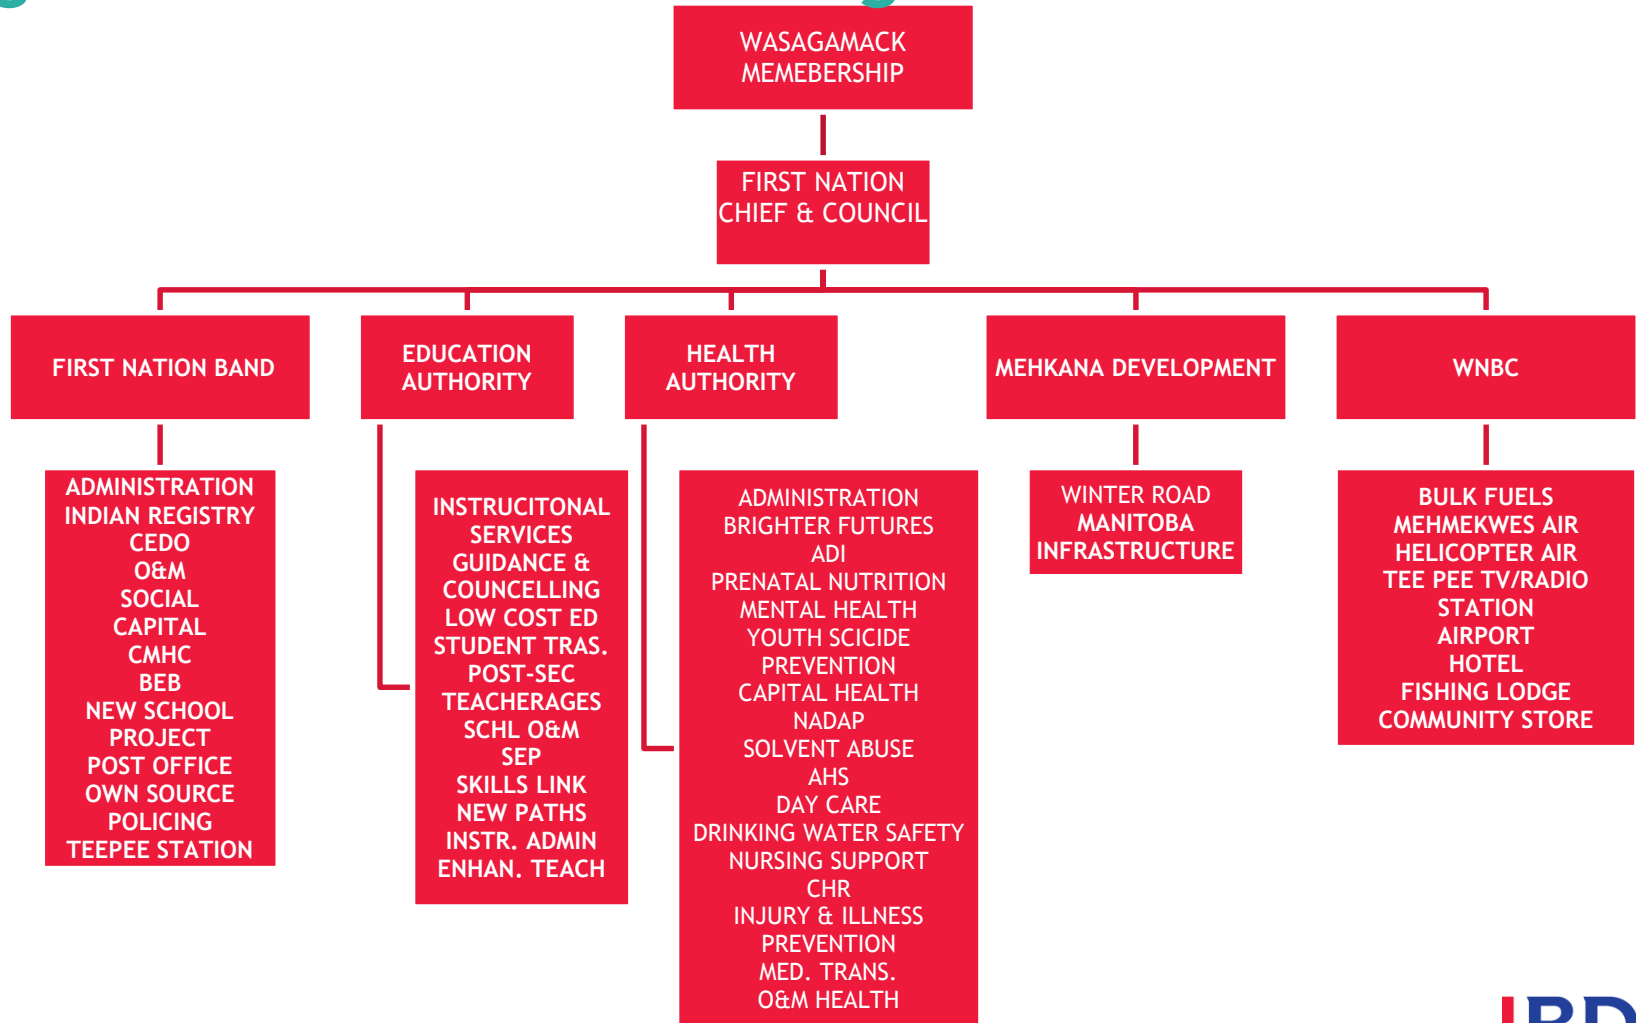 WASAGAMACK
MEMEBERSHIP
FIRST NATION
CHIEF & COUNCIL
FIRST NATION BAND
EDUCATION
AUTHORITY
HEALTH
AUTHORITY
MEHKANA DEVELOPMENT
WNBC
ADMINISTRATION
INDIAN REGISTRY
CEDO
O&M
SOCIAL
CAPITAL
CMHC
BEB
NEW SCHOOL
PROJECT
POST OFFICE
OWN SOURCE
POLICING
TEEPEE STATION
INSTRUCITONAL
SERVICES
GUIDANCE &
COUNCELLING
LOW COST ED
STUDENT TRAS.
POST-SEC
TEACHERAGES
SCHL O&M
SEP
SKILLS LINK
NEW PATHS
INSTR. ADMIN
ENHAN. TEACH
ADMINISTRATION
BRIGHTER FUTURES
ADI
PRENATAL NUTRITION
MENTAL HEALTH
YOUTH SCICIDE
PREVENTION
CAPITAL HEALTH
NADAP
SOLVENT ABUSE
AHS
DAY CARE
DRINKING WATER SAFETY
NURSING SUPPORT
CHR
INJURY & ILLNESS
PREVENTION
MED. TRANS.
O&M HEALTH
WINTER ROAD
MANITOBA
INFRASTRUCTURE
BULK FUELS
MEHMEKWES AIR
HELICOPTER AIR
TEE PEE TV/RADIO
STATION
AIRPORT
HOTEL
FISHING LODGE
COMMUNITY STORE